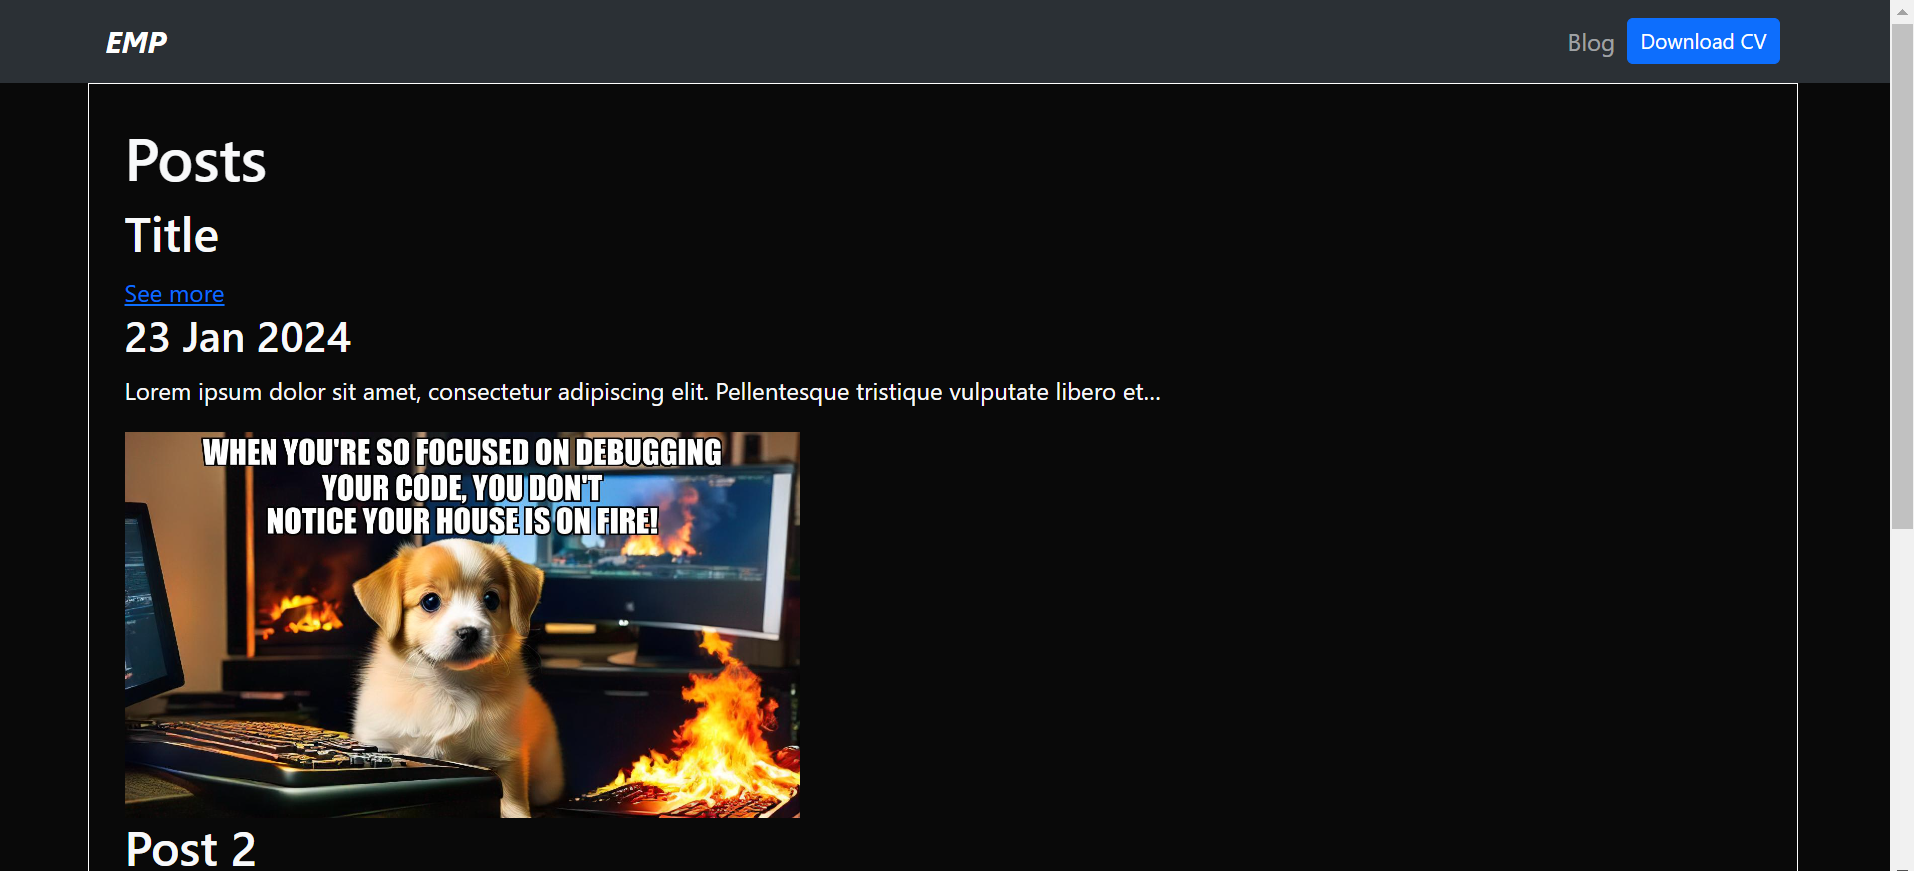 EMP
Blog
Download CV
Posts
Title
See more
23 Jan 2024
Lorem ipsum dolor sit amet, consectetur adipiscing elit. Pellentesque tristique vulputate libero et...
WHEN YOU'RE SO FOCUSED ON DEBUGGING
YOUR CODE, YOU DON'T
NOTICE YOUR HOUSE IS ON FIRE!
Post 2